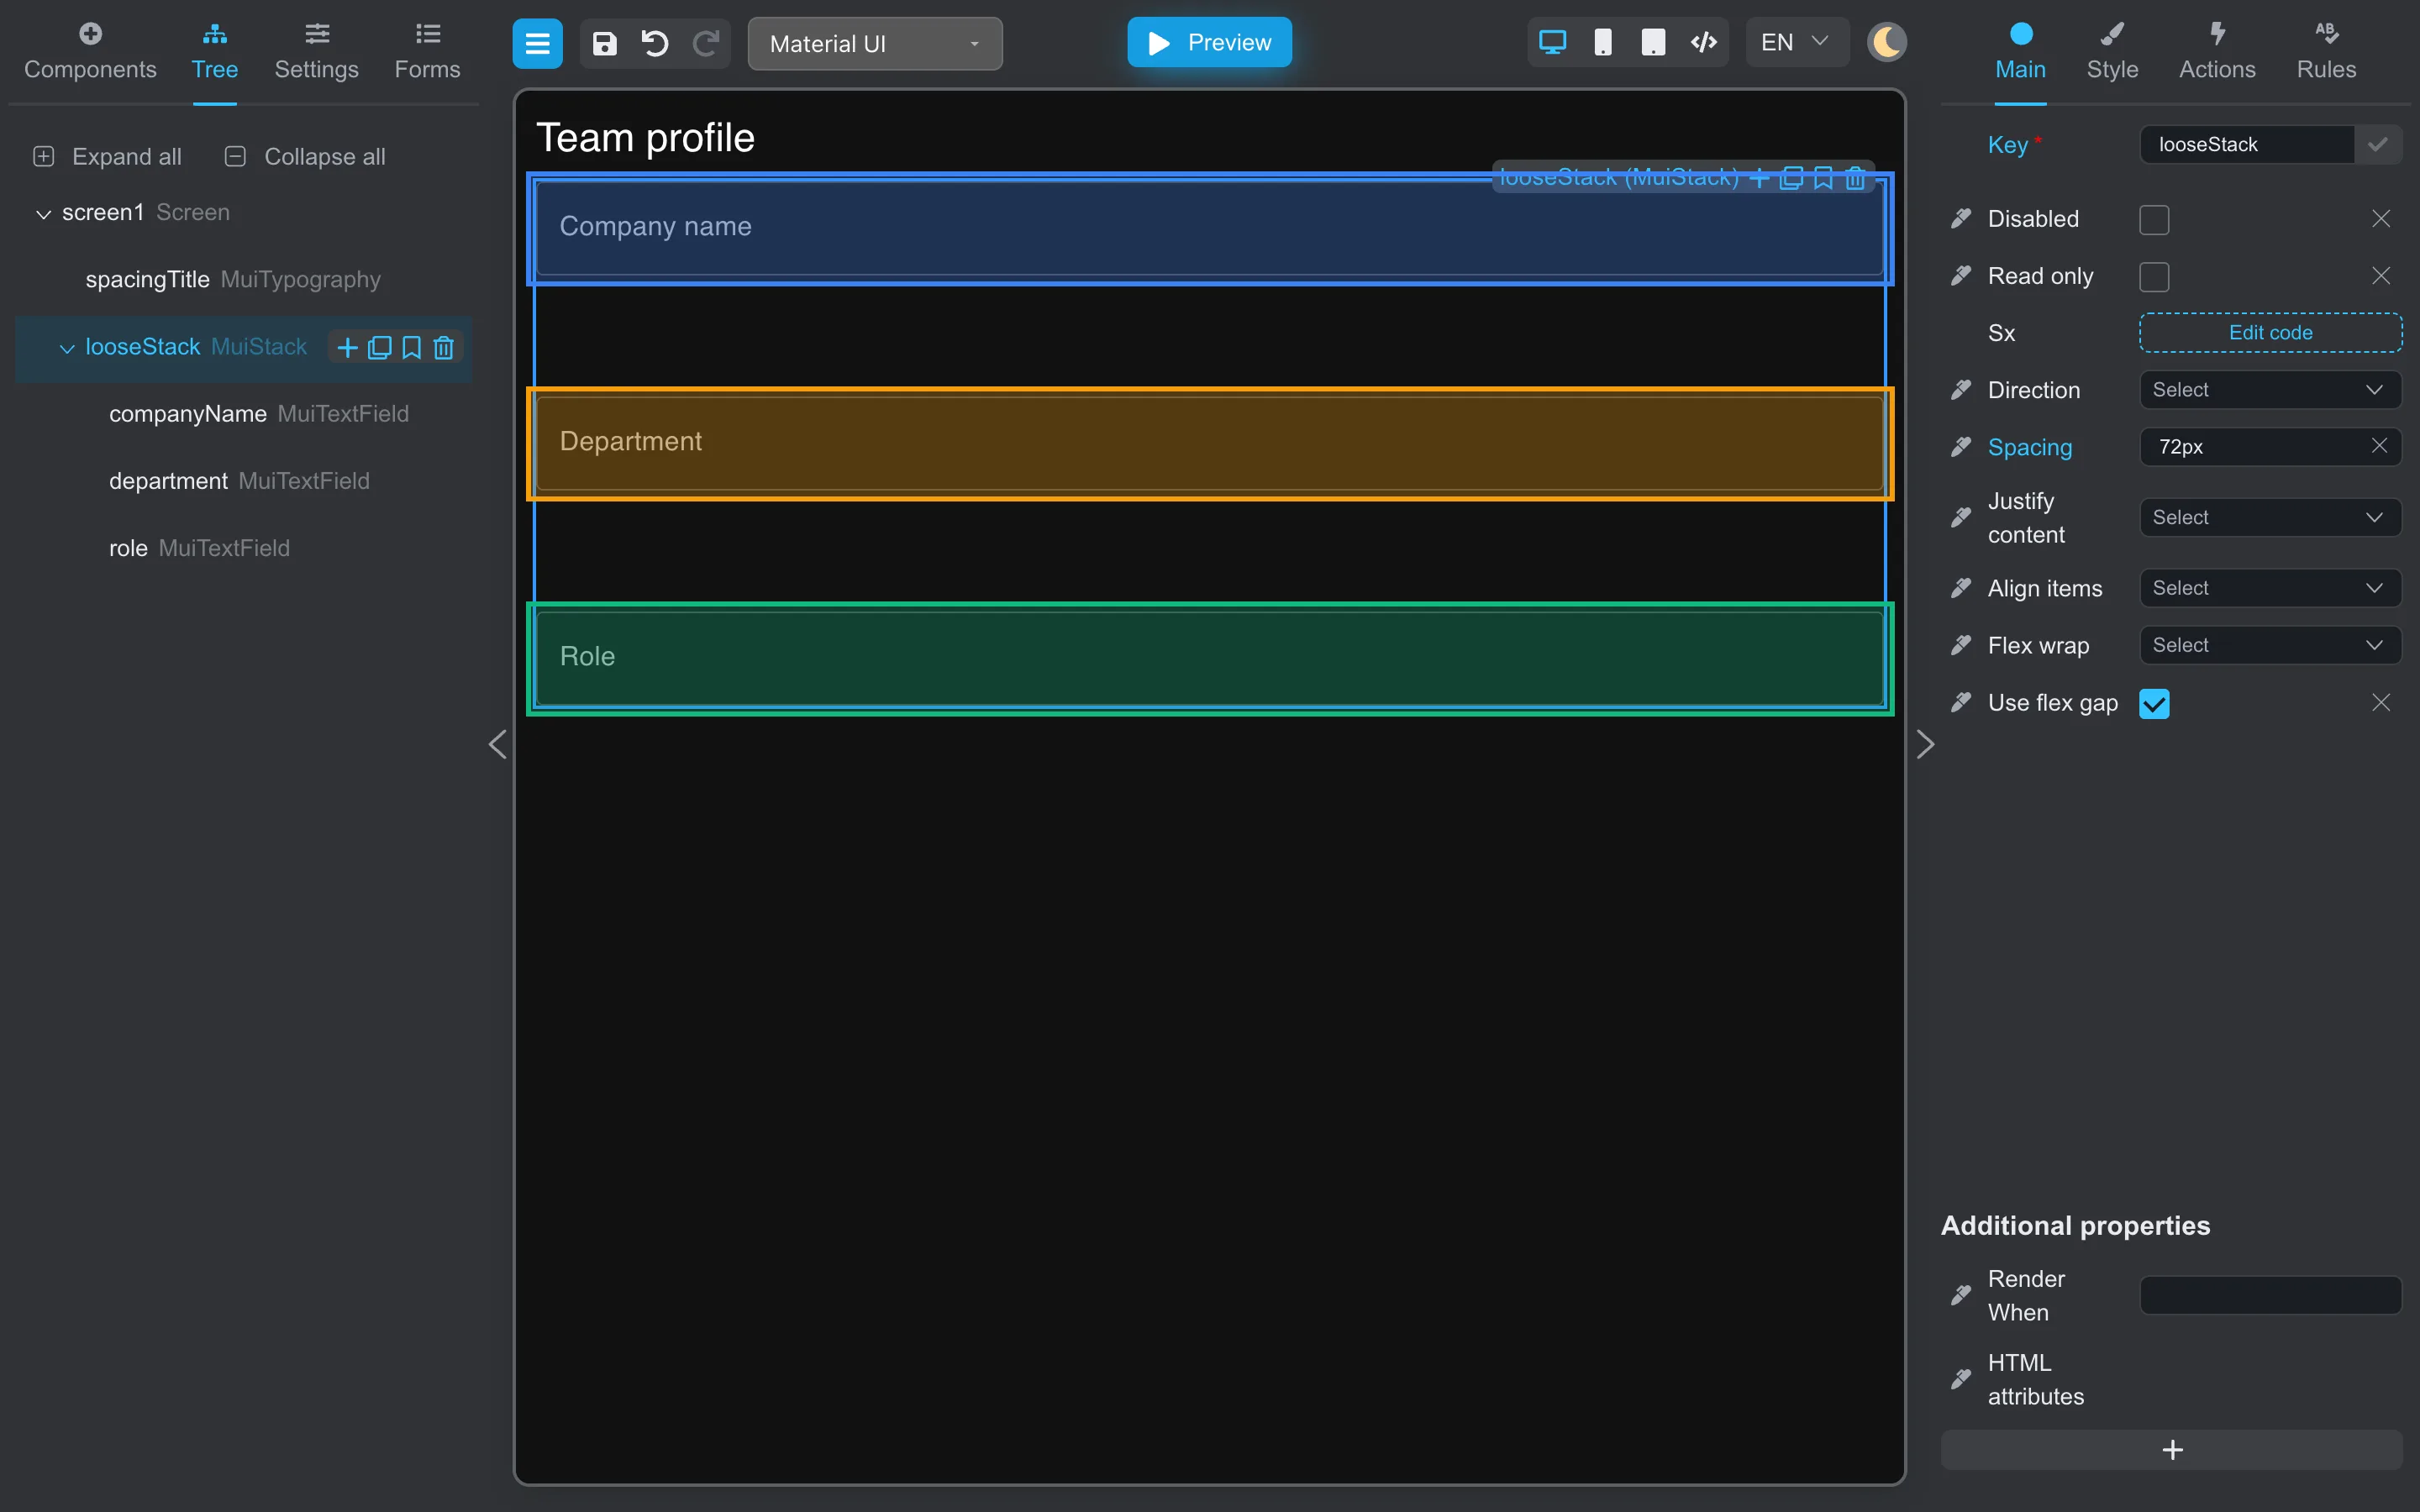 Components
Tree
Settings
Forms
Material UI
Preview
EN
Main
Style
Actions
Rules
Expand all
Collapse all
screen1 Screen
spacingTitle MuiTypography
looseStack MuiStack
companyName MuiTextField
department MuiTextField
role MuiTextField
Team profile
looseStack (MuiStack)
Company name
Department
Role
Key *
looseStack
Disabled
Read only
Sx
Edit code
Direction
Select
Spacing
72px
Justify
content
Select
Align items
Select
Flex wrap
Select
Use flex gap
Additional properties
Render
When
HTML
attributes